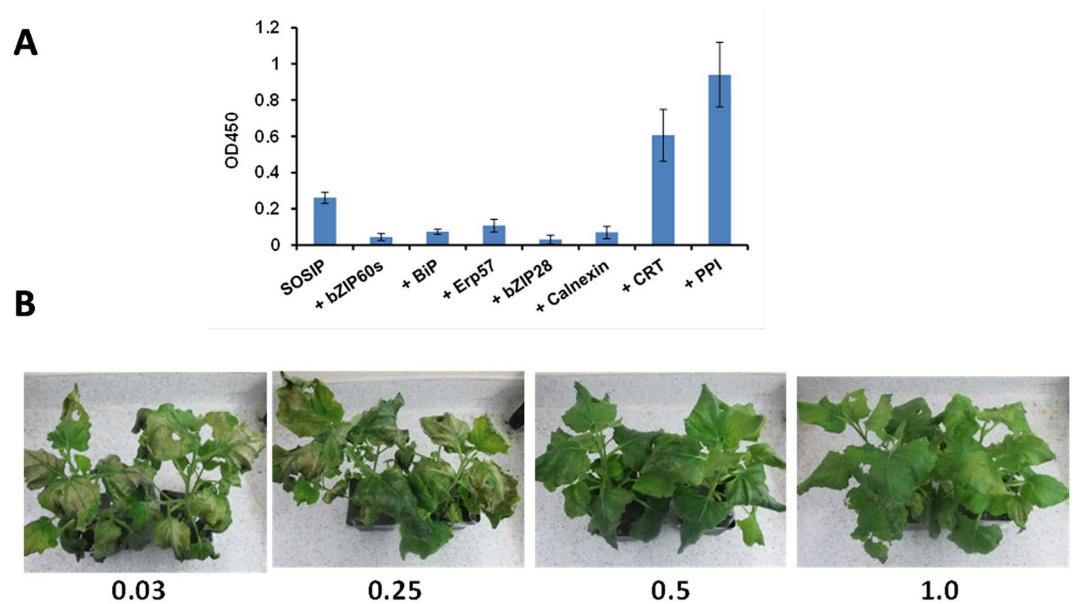 A
1.2
1
0.8
0.6
0.4
0.2
0
OD450
SOSIP
+ bZIP60s
+ BiP
+ Erp57
+ bZIP28
+ Calnexin
+ CRT
+ PPI
B
0.03
0.25
0.5
1.0